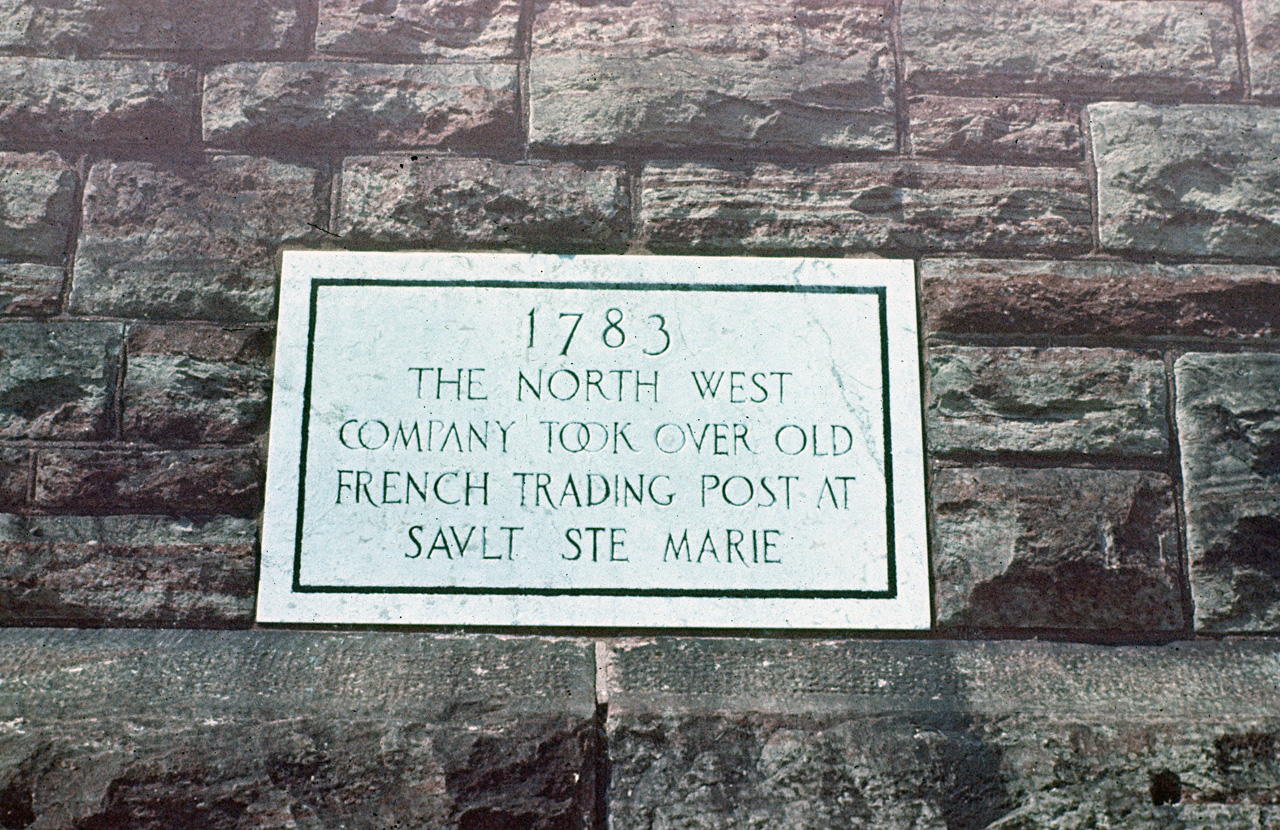 1783
THE NORTH WEST
COMPANY TOOK OVER OLD
FRENCH TRADING POST AT
SAVLT STE MARIE